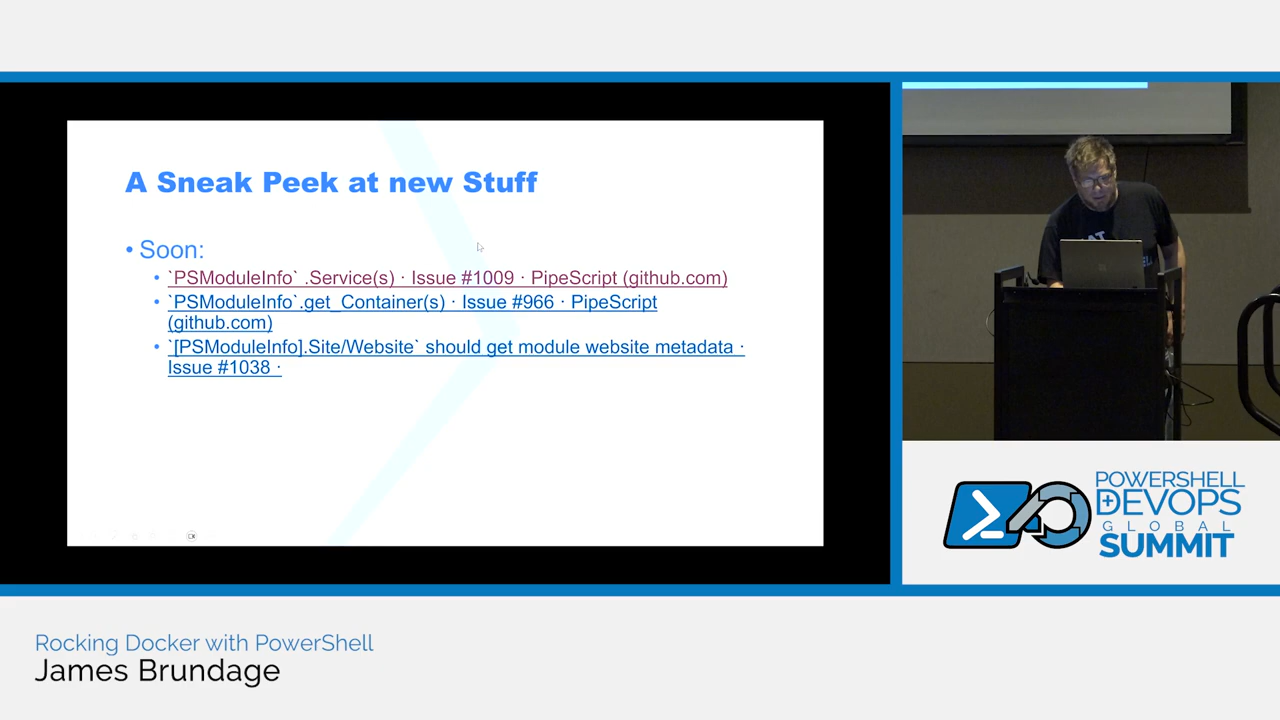 A Sneak Peek at new Stuff
• Soon:
• `PSModuleInfo` .Service(s) · Issue #1009 · PipeScript (github.com)
• `PSModuleInfo`.get_Container(s) · Issue #966 · PipeScript
(github.com)
• `[PSModuleInfo].Site/Website` should get module website metadata ·
Issue #1038 ·
POWERSHELL
+DEVOPS
GLOBAL
SUMMIT
Rocking Docker with PowerShell
James Brundage